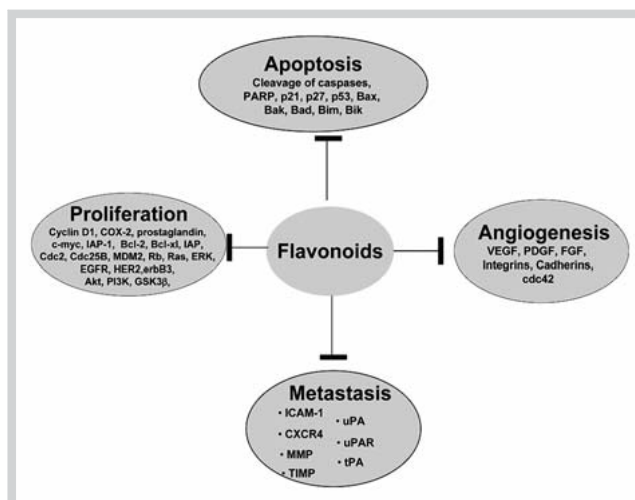 Apoptosis
Cleavage of caspases,
PARP, p21, p27, p53, Bax,
Bak, Bad, Bim, Bik
Proliferation
Cyclin D1, COX-2, prostaglandin,
c-myc, IAP-1, Bcl-2, Bcl-xl, IAP,
Cdc2, Cdc25B, MDM2, Rb, Ras, ERK,
EGFR, HER2,erbB3,
Akt, PI3K, GSK3β,
Flavonoids
Angiogenesis
VEGF, PDGF, FGF,
Integrins, Cadherins,
cdc42
Metastasis
• ICAM-1
• CXCR4
• MMP
• TIMP
• uPA
• uPAR
• tPA